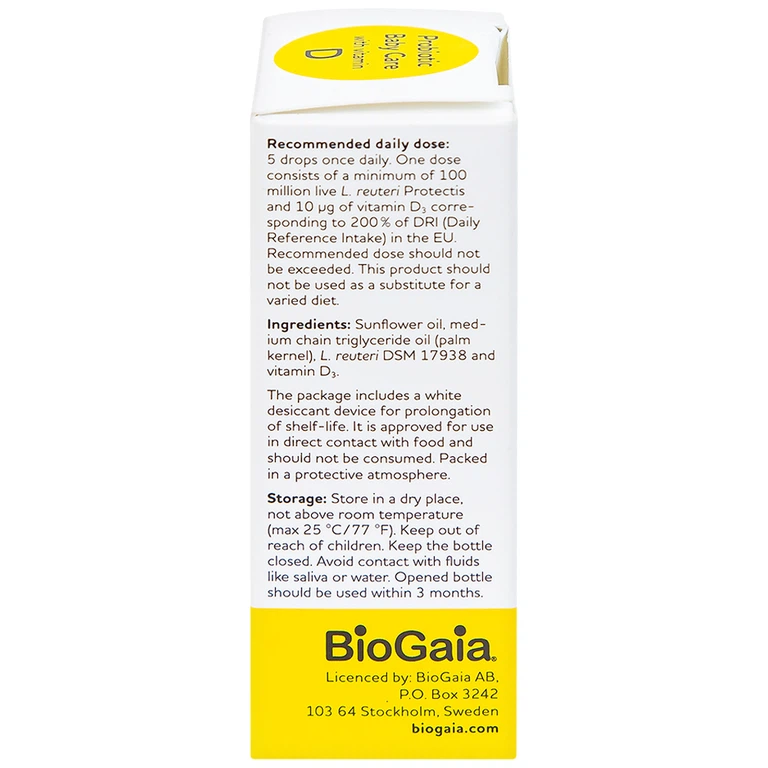 Probiotic
Baby Care
with vitamin
D
Recommended daily dose:
5 drops once daily. One dose
consists of a minimum of 100
million live L. reuteri Protectis
and 10 µg of vitamin D₃ corre-
sponding to 200% of DRI (Daily
Reference Intake) in the EU.
Recommended dose should not
be exceeded. This product should
not be used as a substitute for a
varied diet.
Ingredients: Sunflower oil, med-
ium chain triglyceride oil (palm
kernel), L. reuteri DSM 17938 and
vitamin D₃.
The package includes a white
desiccant device for prolongation
of shelf-life. It is approved for use
in direct contact with food and
should not be consumed. Packed
in a protective atmosphere.
Storage: Store in a dry place,
not above room temperature
(max 25 °C/77 °F). Keep out of
reach of children. Keep the bottle
closed. Avoid contact with fluids
like saliva or water. Opened bottle
should be used within 3 months.
BioGaia®
Licenced by: BioGaia AB,
P.O. Box 3242
103 64 Stockholm, Sweden
biogaia.com